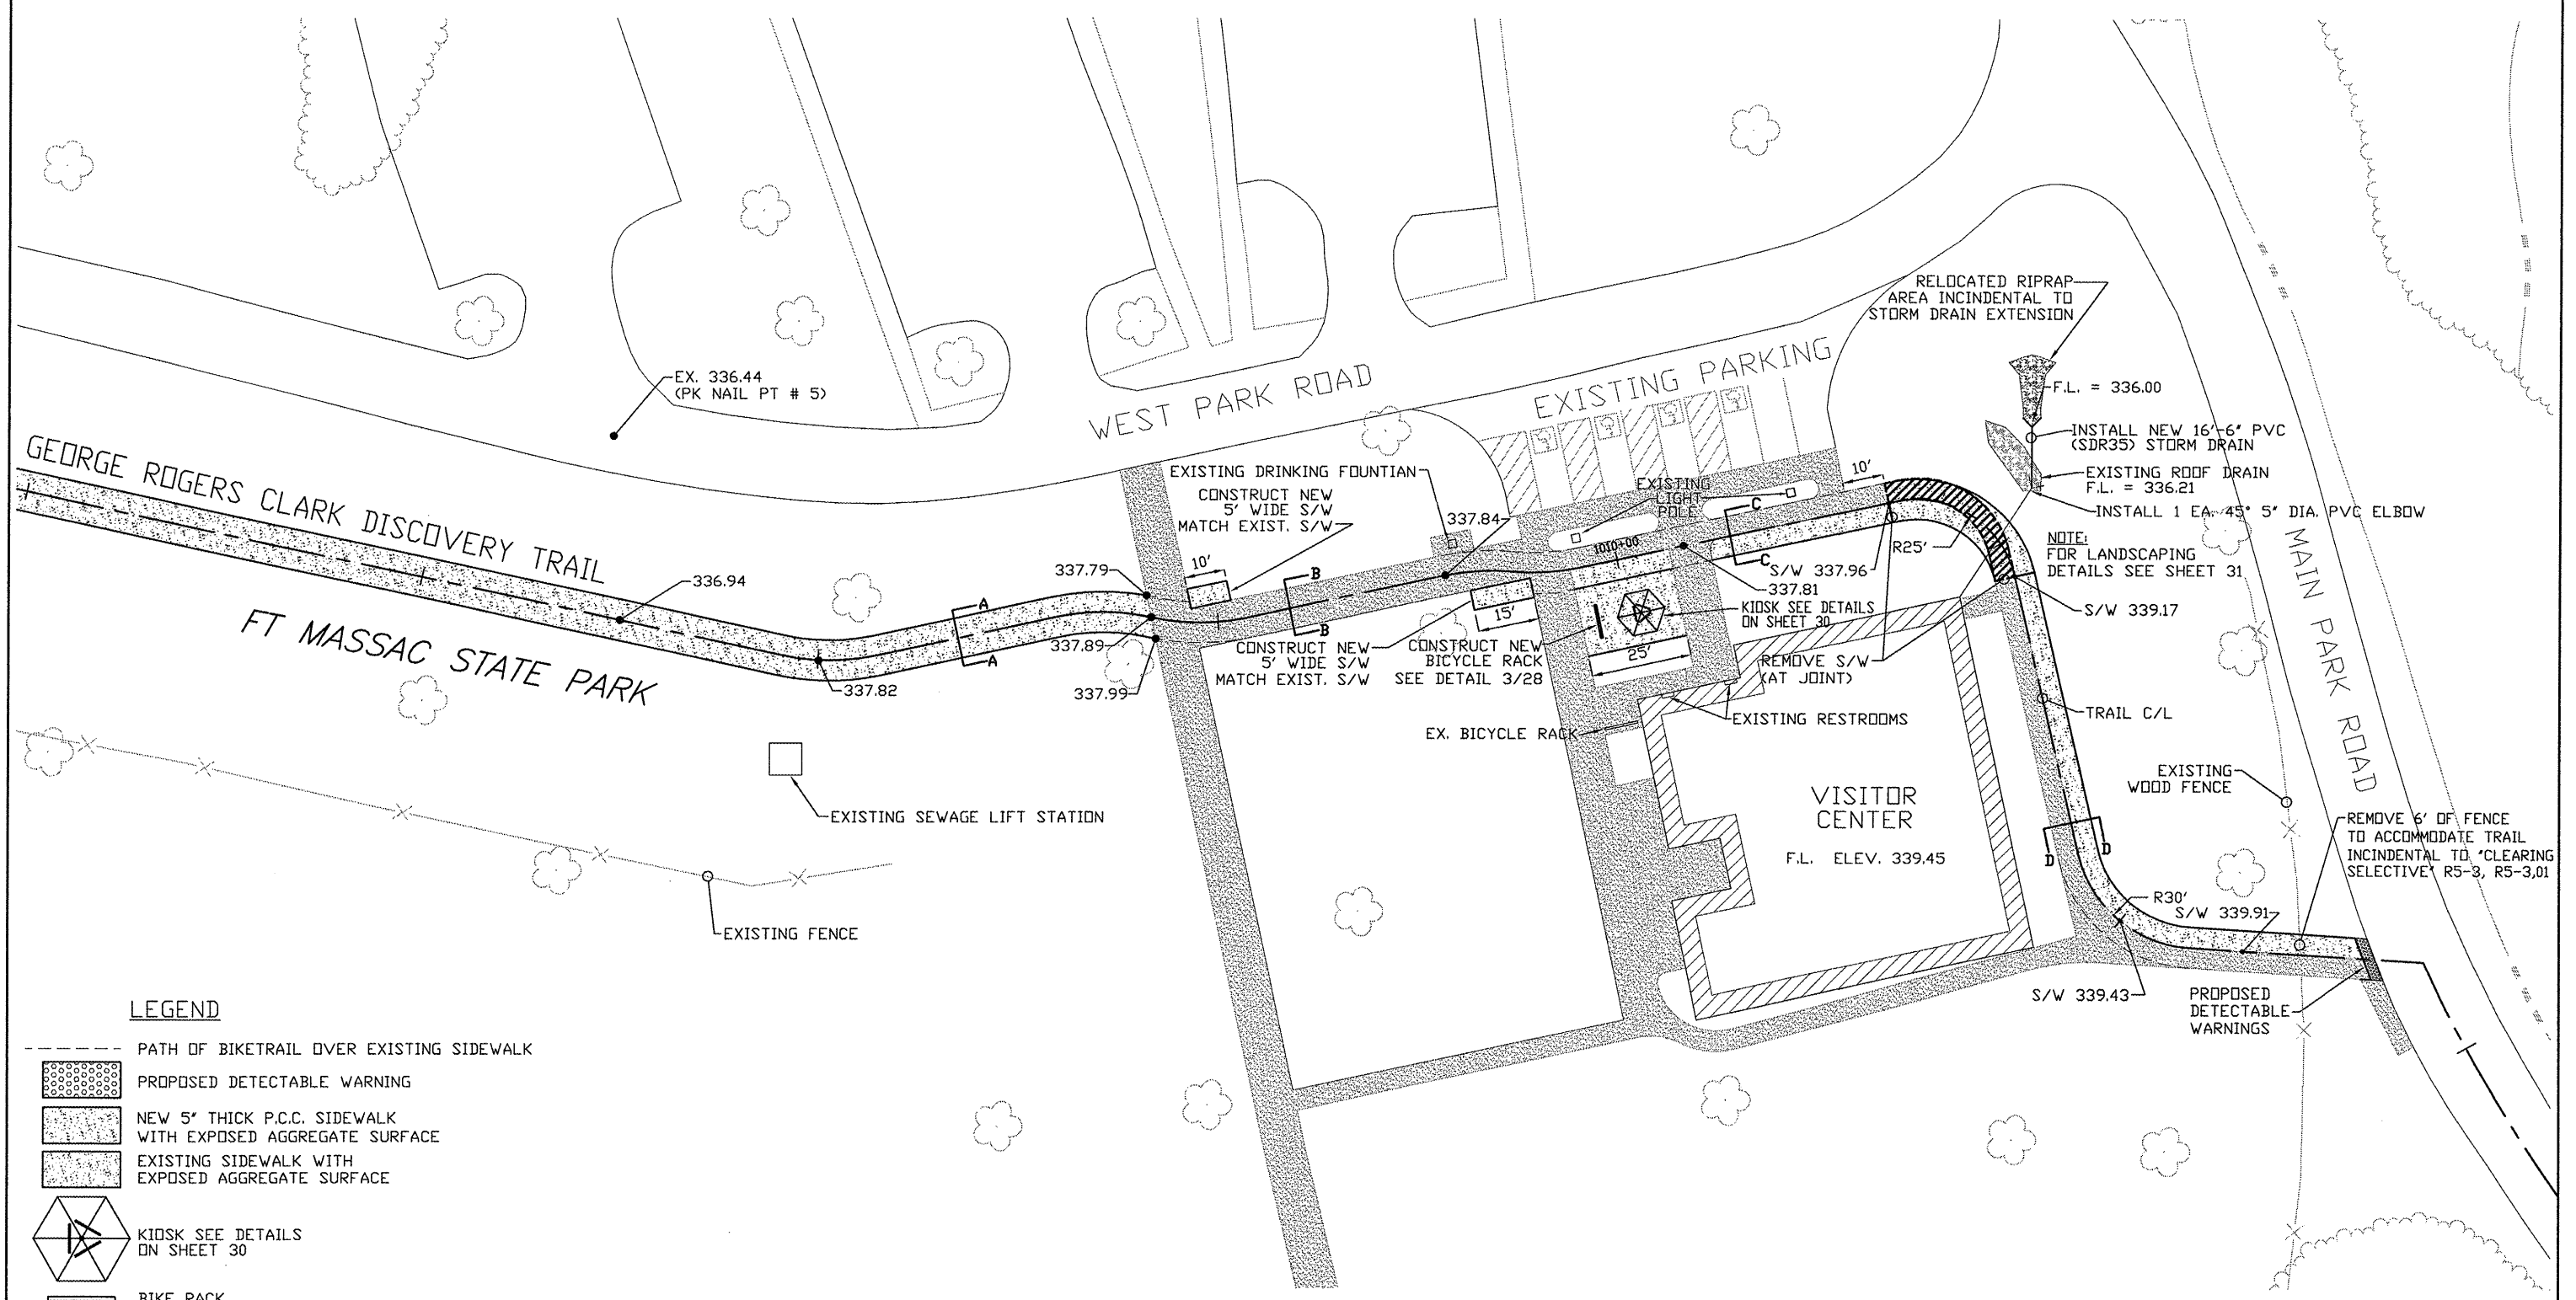 RELOCATED RIPRAP
AREA INCINDENTAL TO
STORM DRAIN EXTENSION
EX. 336.44
(PK NAIL PT # 5)
WEST PARK ROAD
EXISTING PARKING
F.L. = 336.00
INSTALL NEW 16'-6" PVC
(SDR35) STORM DRAIN
EXISTING ROOF DRAIN
F.L. = 336.21
INSTALL 1 EA. 45° 5" DIA. PVC ELBOW
NOTE:
FOR LANDSCAPING
DETAILS SEE SHEET 31
GEORGE ROGERS CLARK DISCOVERY TRAIL
FT MASSAC STATE PARK
EXISTING DRINKING FOUNTIAN
CONSTRUCT NEW
5' WIDE S/W
MATCH EXIST. S/W
10'
337.84
EXISTING
LIGHT
POLE
10'
C
C
1010+00
R25'
S/W 337.96
337.81
S/W 339.17
336.94
337.79
337.89
337.99
337.82
A
A
B
B
15'
25'
KIOSK SEE DETAILS
ON SHEET 30
CONSTRUCT NEW
5' WIDE S/W
MATCH EXIST. S/W
CONSTRUCT NEW
BICYCLE RACK
SEE DETAIL 3/28
REMOVE S/W
(AT JOINT)
EXISTING RESTROOMS
EX. BICYCLE RACK
TRAIL C/L
MAIN PARK ROAD
EXISTING
WOOD FENCE
VISITOR
CENTER
F.L. ELEV. 339.45
REMOVE 6' OF FENCE
TO ACCOMMODATE TRAIL
INCINDENTAL TO "CLEARING
SELECTIVE" R5-3, R5-3,01
D
D
R30'
S/W 339.91
S/W 339.43
PROPOSED
DETECTABLE
WARNINGS
EXISTING SEWAGE LIFT STATION
EXISTING FENCE
LEGEND
PATH OF BIKETRAIL OVER EXISTING SIDEWALK
PROPOSED DETECTABLE WARNING
NEW 5" THICK P.C.C. SIDEWALK
WITH EXPOSED AGGREGATE SURFACE
EXISTING SIDEWALK WITH
EXPOSED AGGREGATE SURFACE
KIOSK SEE DETAILS
ON SHEET 30
BIKE RACK